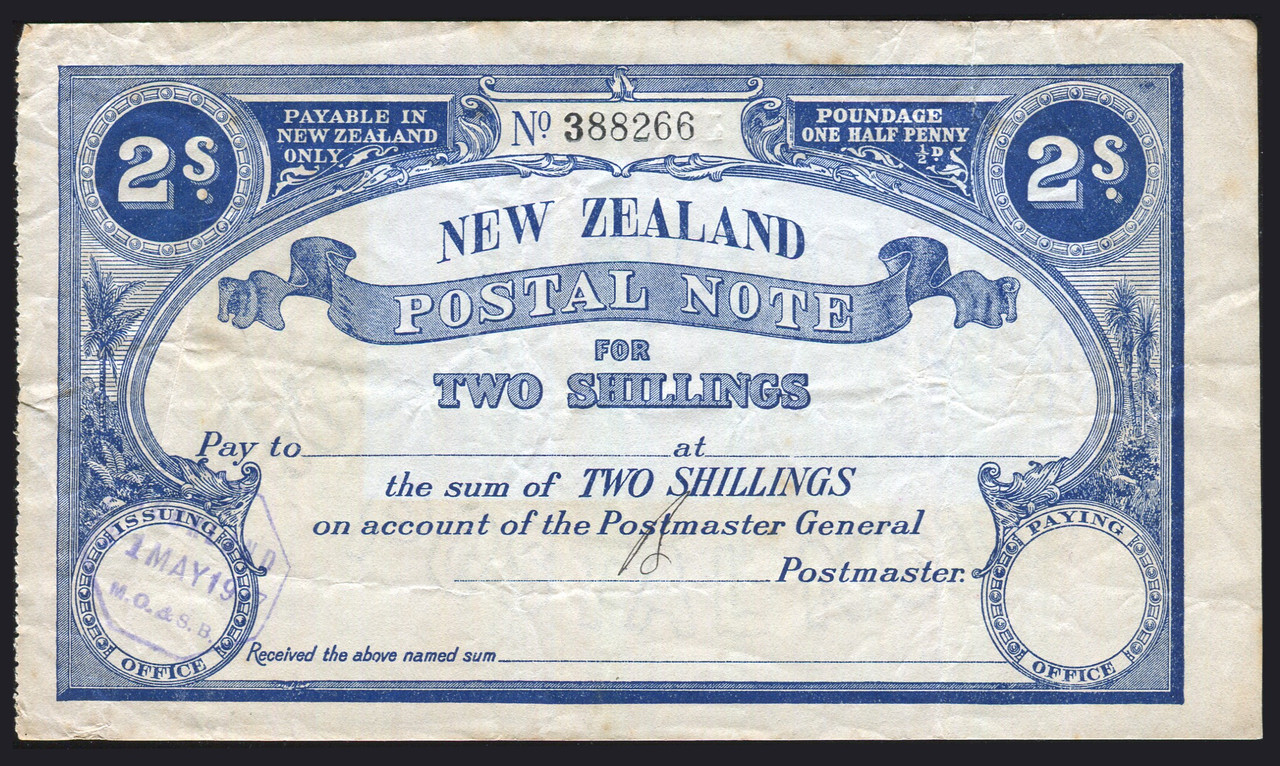 2s.
PAYABLE IN
NEW ZEALAND
ONLY
No. 388266
POUNDAGE
ONE HALF PENNY
½D
2s.
NEW ZEALAND
POSTAL NOTE
FOR
TWO SHILLINGS
Pay to at
the sum of TWO SHILLINGS
on account of the Postmaster General
Postmaster.
ISSUING
1 MAY 19
M.O. & S.B.
OFFICE
PAYING
OFFICE
Received the above named sum